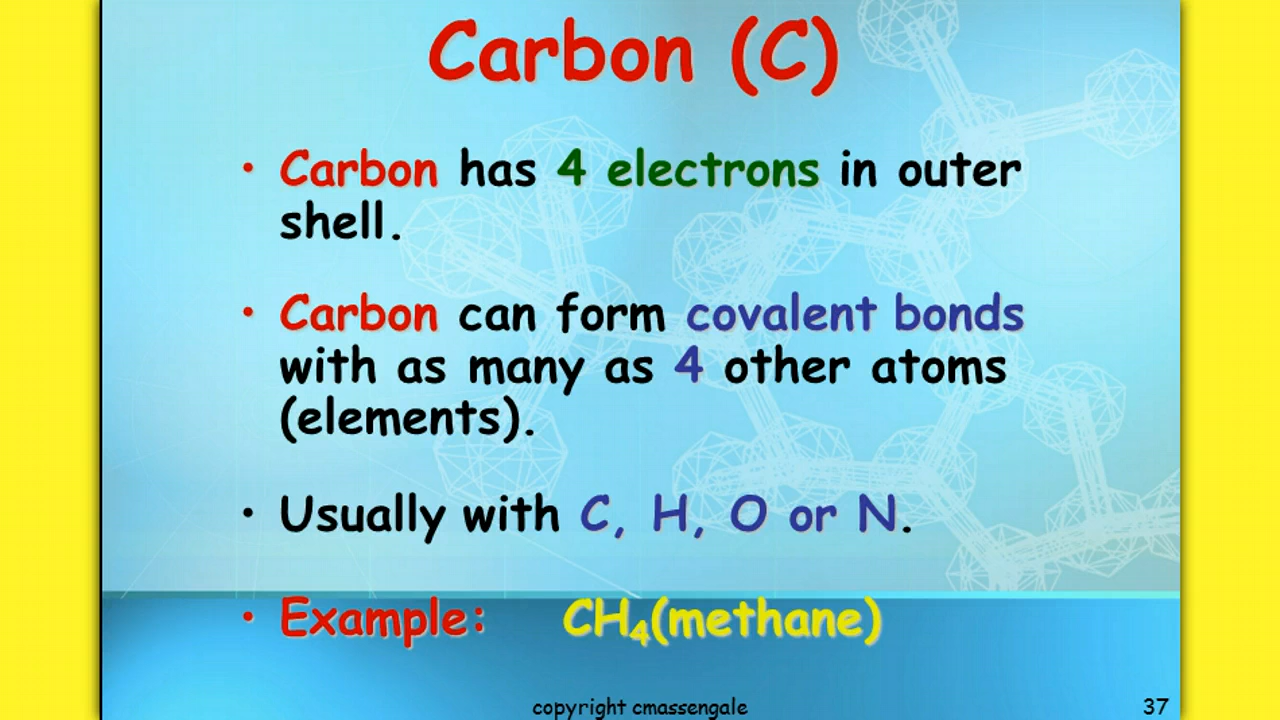 Carbon (C)
• Carbon has 4 electrons in outer
shell.
• Carbon can form covalent bonds
with as many as 4 other atoms
(elements).
• Usually with C, H, O or N.
• Example: CH₄(methane)
copyright cmassengale
37